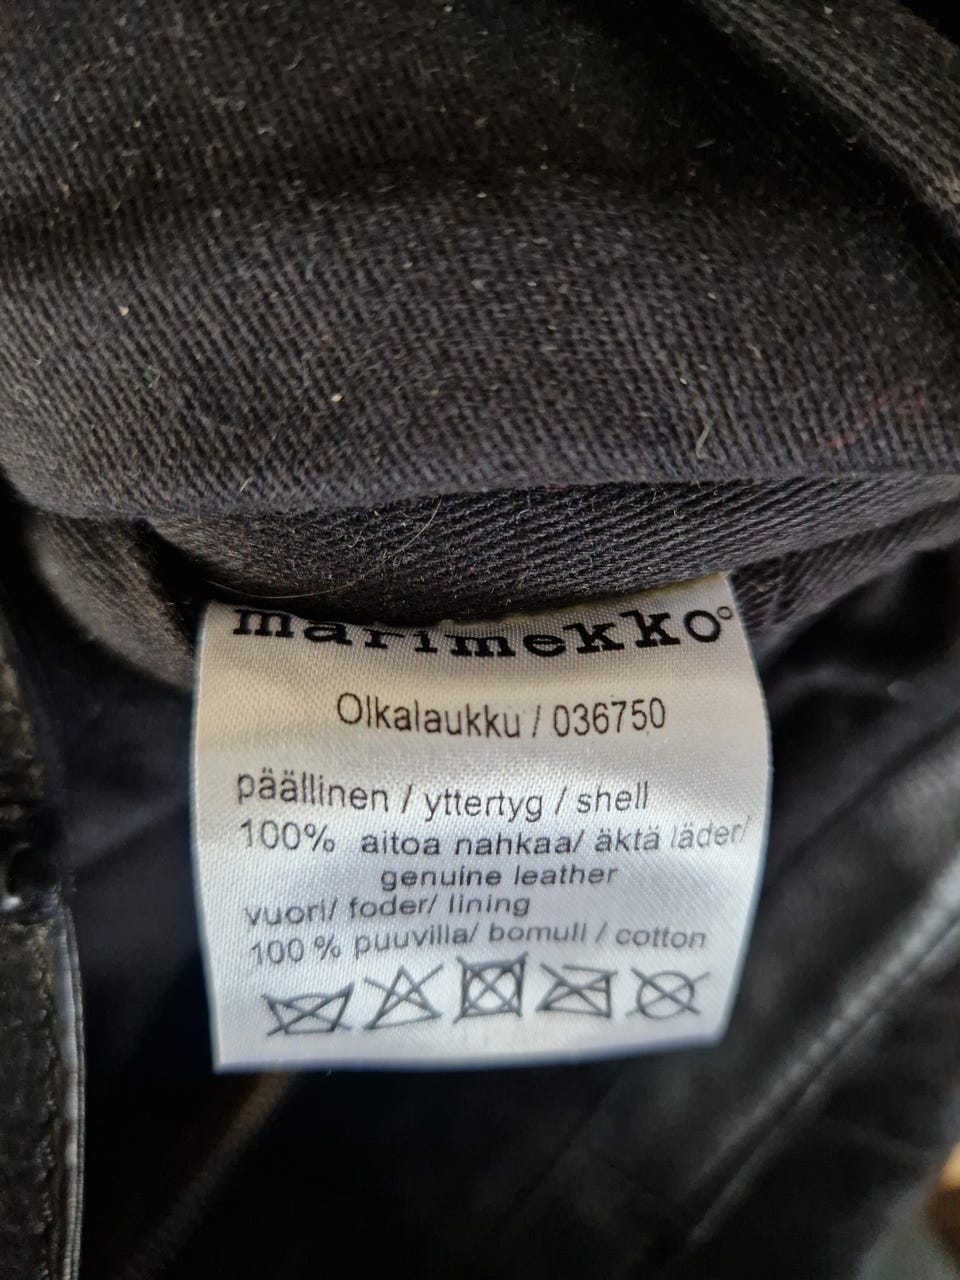 marimekko®
Olkalaukku / 036750
päällinen / yttertyg / shell
100% aitoa nahkaa/ äktä läder/
genuine leather
vuori/ foder/ lining
100 % puuvilla/ bomull / cotton